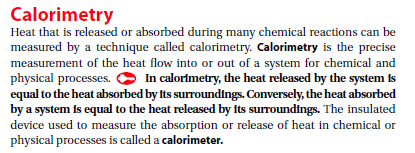 Calorimetry
Heat that is released or absorbed during many chemical reactions can be
measured by a technique called calorimetry. Calorimetry is the precise
measurement of the heat flow into or out of a system for chemical and
physical processes. In calorimetry, the heat released by the system is
equal to the heat absorbed by its surroundings. Conversely, the heat absorbed
by a system is equal to the heat released by its surroundings. The insulated
device used to measure the absorption or release of heat in chemical or
physical processes is called a calorimeter.